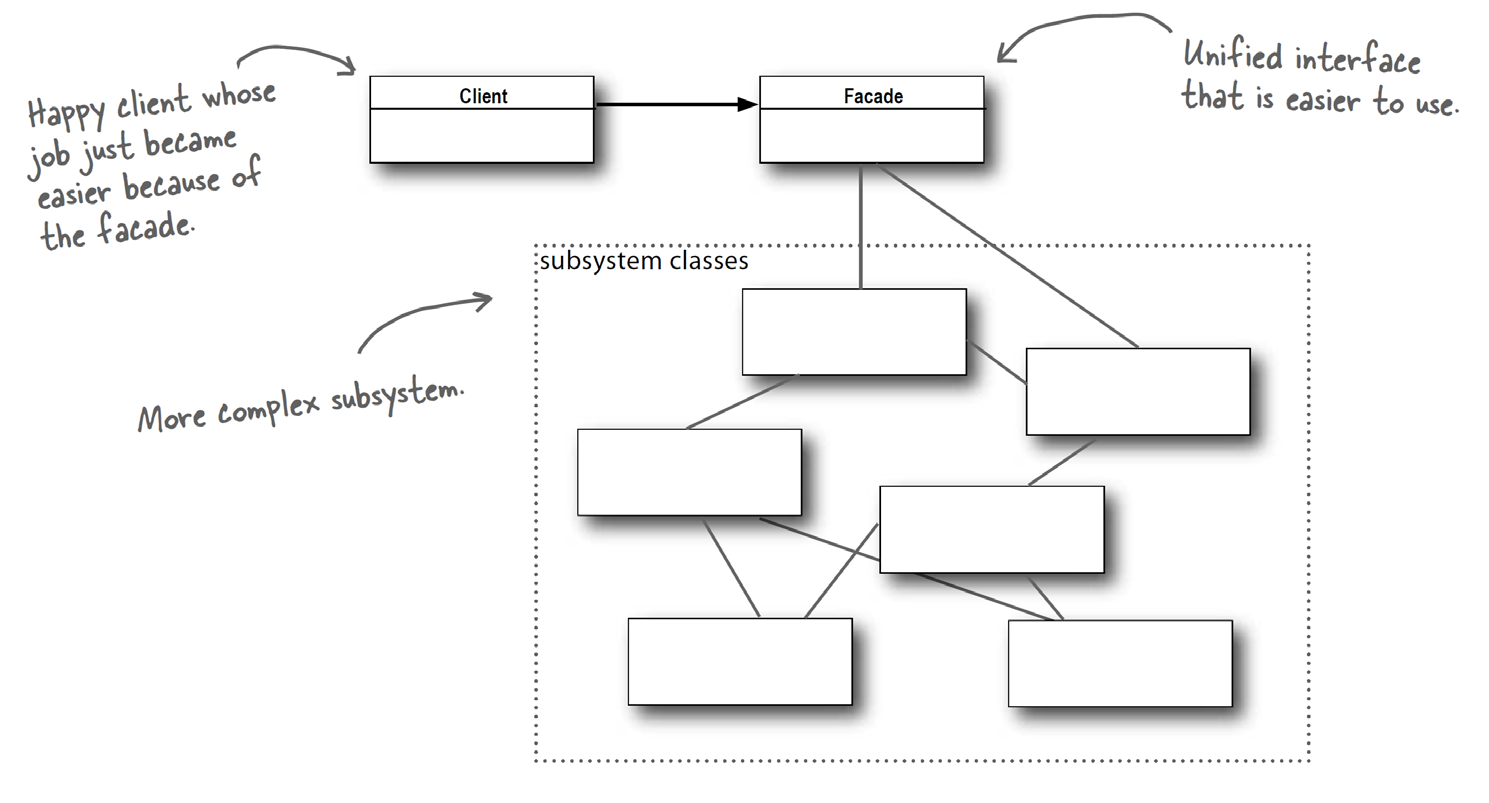 Happy client whose
job just became
easier because of
the facade.
Client
Facade
Unified interface
that is easier to use.
subsystem classes
More complex subsystem.